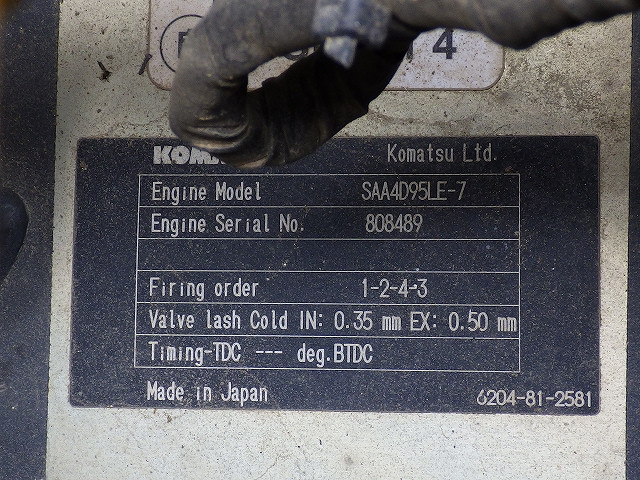 Komatsu Ltd.
Engine Model SAA4D95LE-7
Engine Serial No. 808489
Firing order 1-2-4-3
Valve lash Cold IN: 0.35 mm EX: 0.50 mm
Timing-TDC --- deg.BTDC
Made in Japan 6204-81-2581